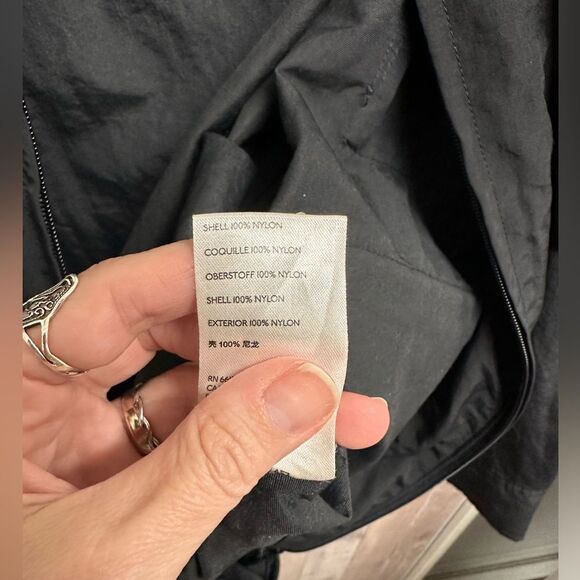 SHELL 100% NYLON
COQUILLE 100% NYLON
OBERSTOFF 100% NYLON
SHELL 100% NYLON
EXTERIOR 100% NYLON
壳 100% 尼龙
RN